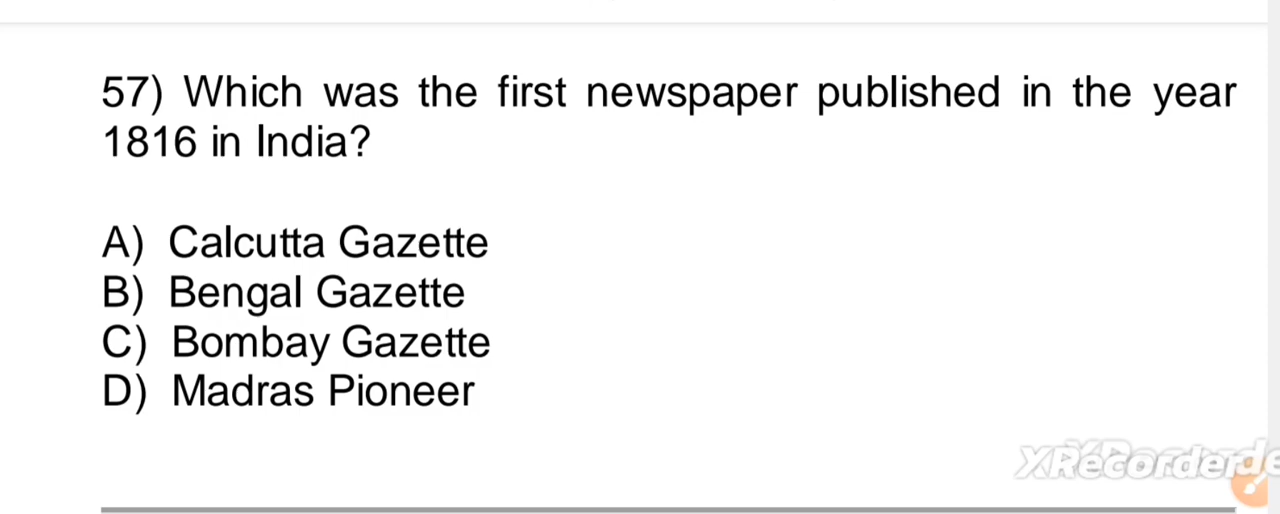 57) Which was the first newspaper published in the year
1816 in India?
A) Calcutta Gazette
B) Bengal Gazette
C) Bombay Gazette
D) Madras Pioneer
XRecorder